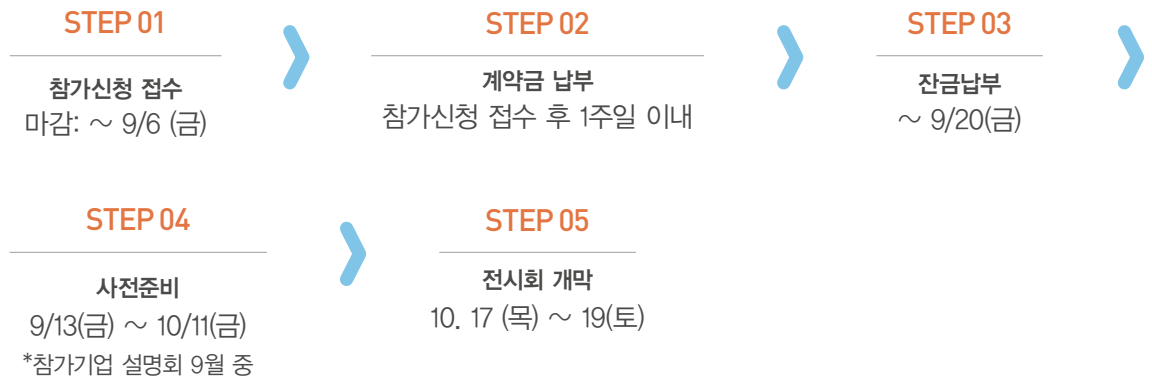 STEP 01
참가신청 접수
마감: ~ 9/6 (금)
STEP 02
계약금 납부
참가신청 접수 후 1주일 이내
STEP 03
잔금납부
~ 9/20(금)
STEP 04
사전준비
9/13(금) ~ 10/11(금)
*참가기업 설명회 9월 중
STEP 05
전시회 개막
10. 17 (목) ~ 19(토)